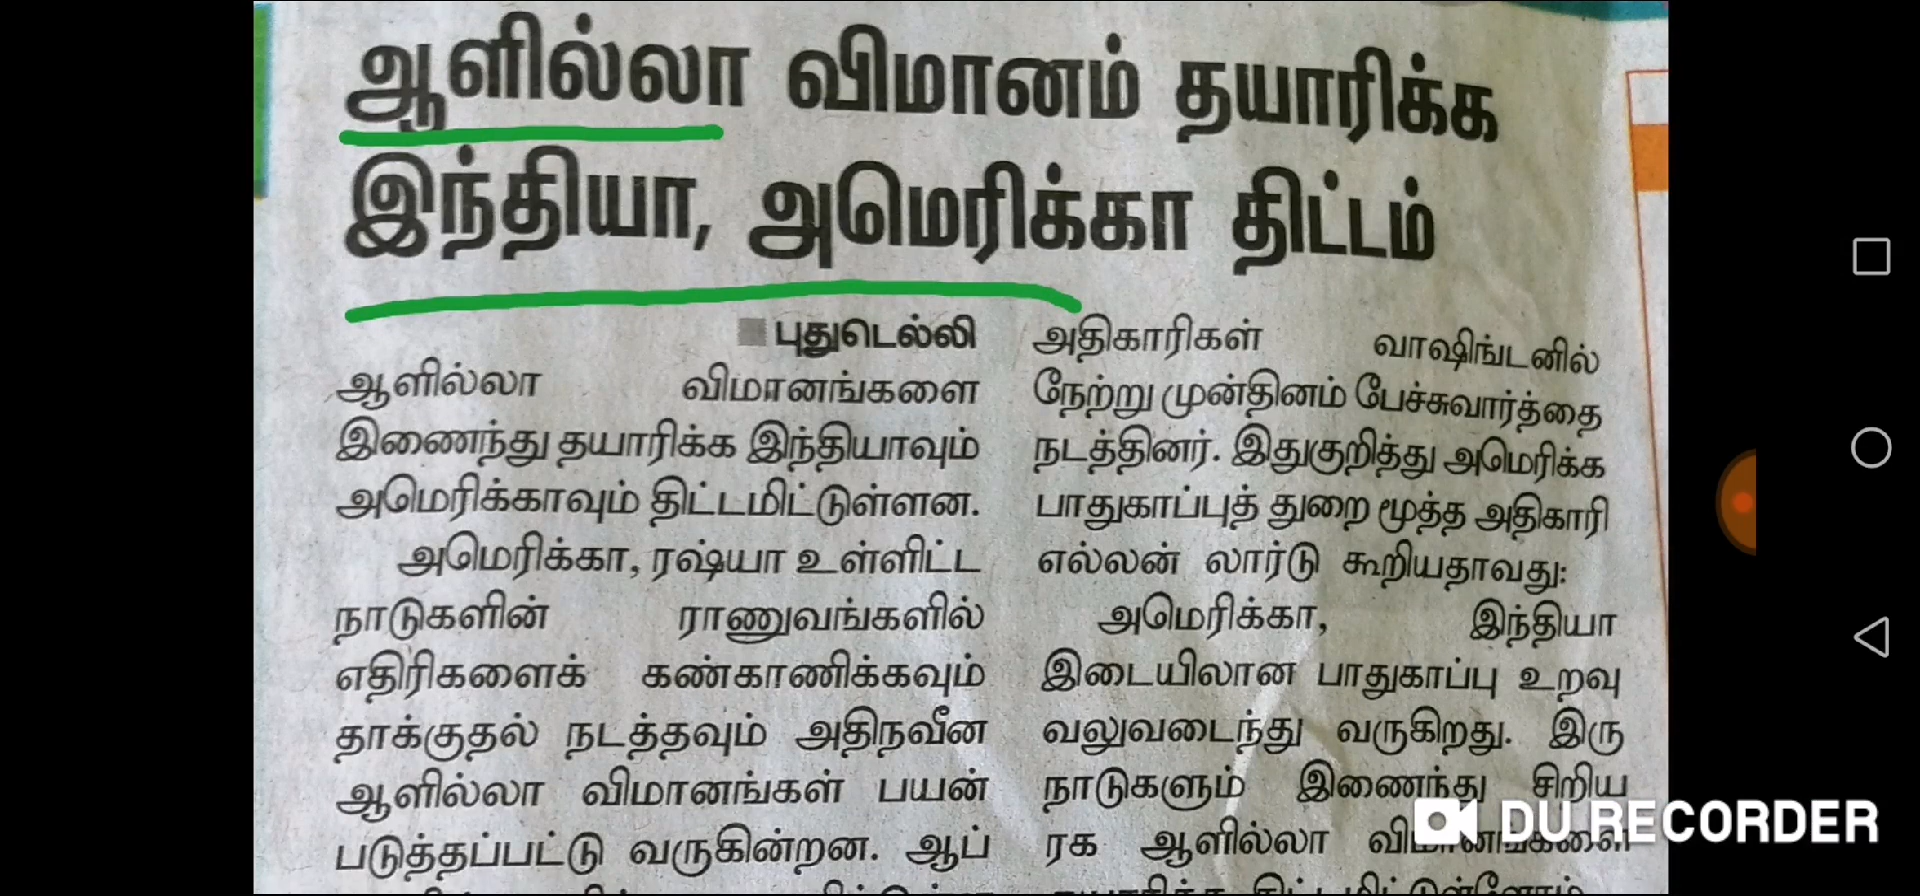 ஆளில்லா விமானம் தயாரிக்க
இந்தியா, அமெரிக்கா திட்டம்
புதுடெல்லி
ஆளில்லா விமானங்களை
இணைந்து தயாரிக்க இந்தியாவும்
அமெரிக்காவும் திட்டமிட்டுள்ளன.
அமெரிக்கா, ரஷ்யா உள்ளிட்ட
நாடுகளின் ராணுவங்களில்
எதிரிகளைக் கண்காணிக்கவும்
தாக்குதல் நடத்தவும் அதிநவீன
ஆளில்லா விமானங்கள் பயன்
படுத்தப்பட்டு வருகின்றன. ஆப்
அதிகாரிகள் வாஷிங்டனில்
நேற்று முன்தினம் பேச்சுவார்த்தை
நடத்தினர். இதுகுறித்து அமெரிக்க
பாதுகாப்புத் துறை மூத்த அதிகாரி
எல்லன் லார்டு கூறியதாவது:
அமெரிக்கா, இந்தியா
இடையிலான பாதுகாப்பு உறவு
வலுவடைந்து வருகிறது. இரு
நாடுகளும் இணைந்து சிறிய
ரக ஆளில்லா விமானங்களை
DU RECORDER